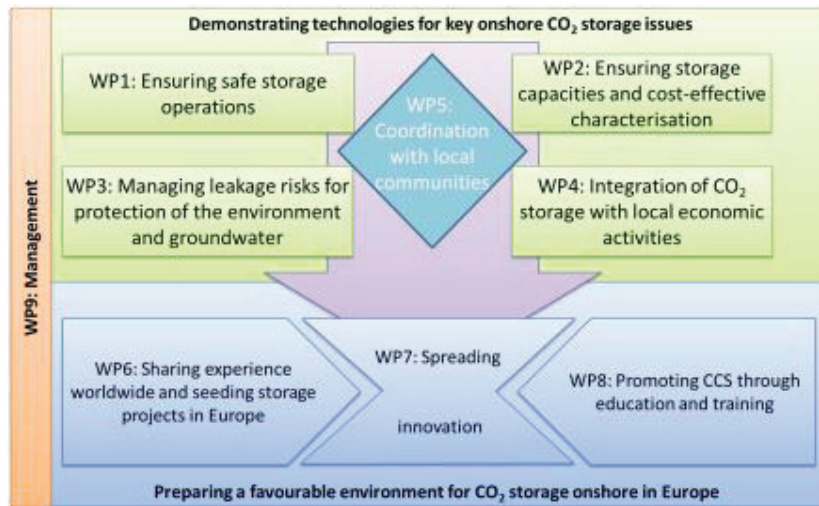 Demonstrating technologies for key onshore CO₂ storage issues
WP1: Ensuring safe storage
operations
WP2: Ensuring storage
capacities and cost-effective
characterisation
WP5:
Coordination
with local
communities
WP3: Managing leakage risks for
protection of the environment
and groundwater
WP4: Integration of CO₂
storage with local economic
activities
WP9: Management
WP6: Sharing experience
worldwide and seeding storage
projects in Europe
WP7: Spreading
innovation
WP8: Promoting CCS through
education and training
Preparing a favourable environment for CO₂ storage onshore in Europe